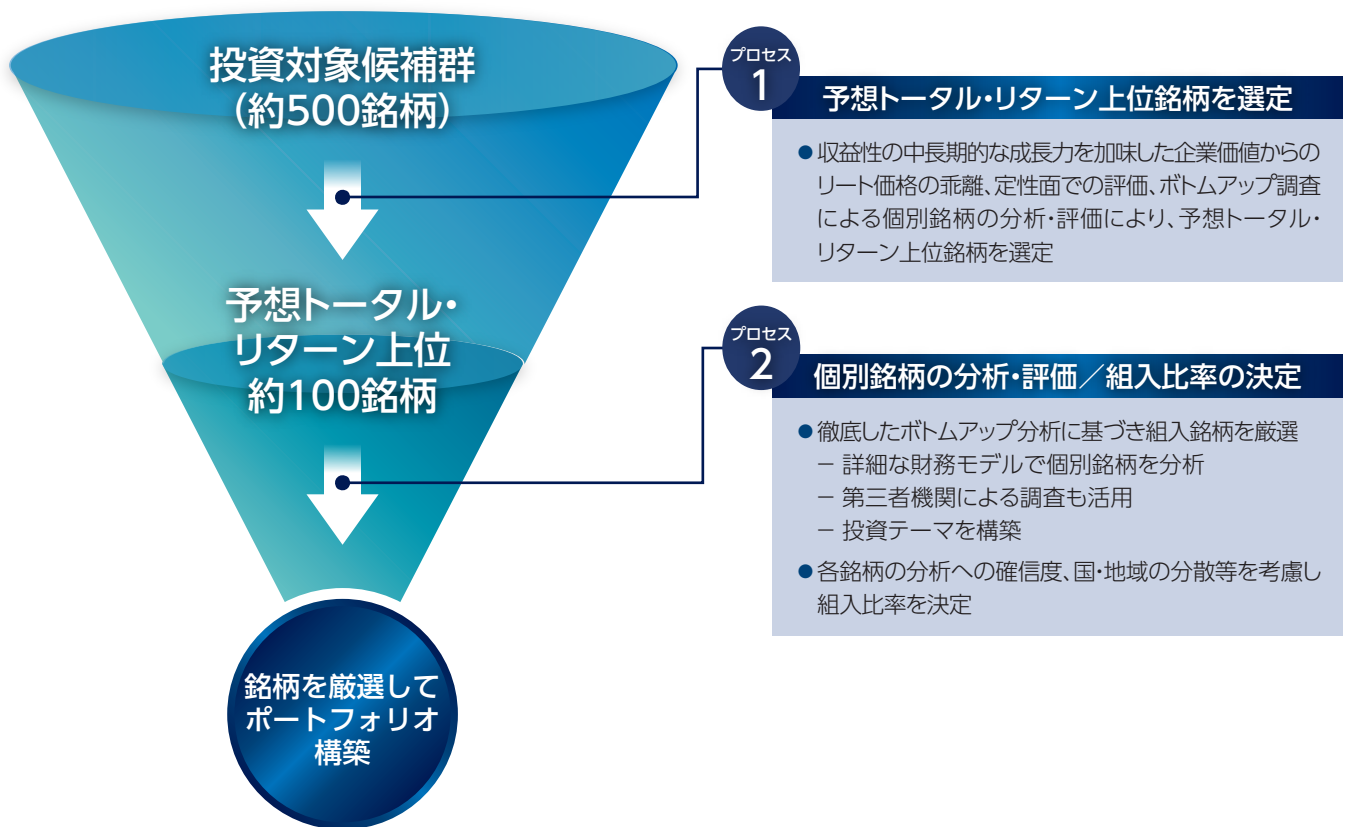 投資対象候補群
(約500銘柄)
プロセス
1
予想トータル・リターン上位銘柄を選定
●収益性の中長期的な成長力を加味した企業価値からの
リート価格の乖離、定性面での評価、ボトムアップ調査
による個別銘柄の分析・評価により、予想トータル・
リターン上位銘柄を選定
予想トータル・
リターン上位
約100銘柄
プロセス
2
個別銘柄の分析・評価／組入比率の決定
●徹底したボトムアップ分析に基づき組入銘柄を厳選
－ 詳細な財務モデルで個別銘柄を分析
－ 第三者機関による調査も活用
－ 投資テーマを構築
●各銘柄の分析への確信度、国・地域の分散等を考慮し
組入比率を決定
銘柄を厳選して
ポートフォリオ
構築